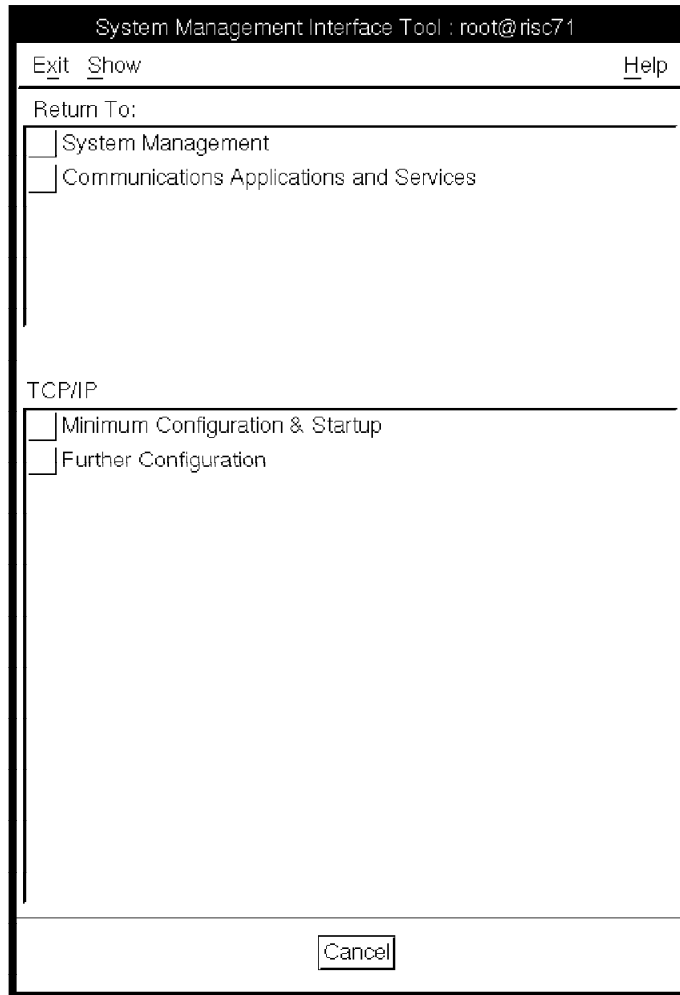 System Management Interface Tool : root@risc71
Exit Show Help
Return To:
System Management
Communications Applications and Services
TCP/IP
Minimum Configuration & Startup
Further Configuration
Cancel